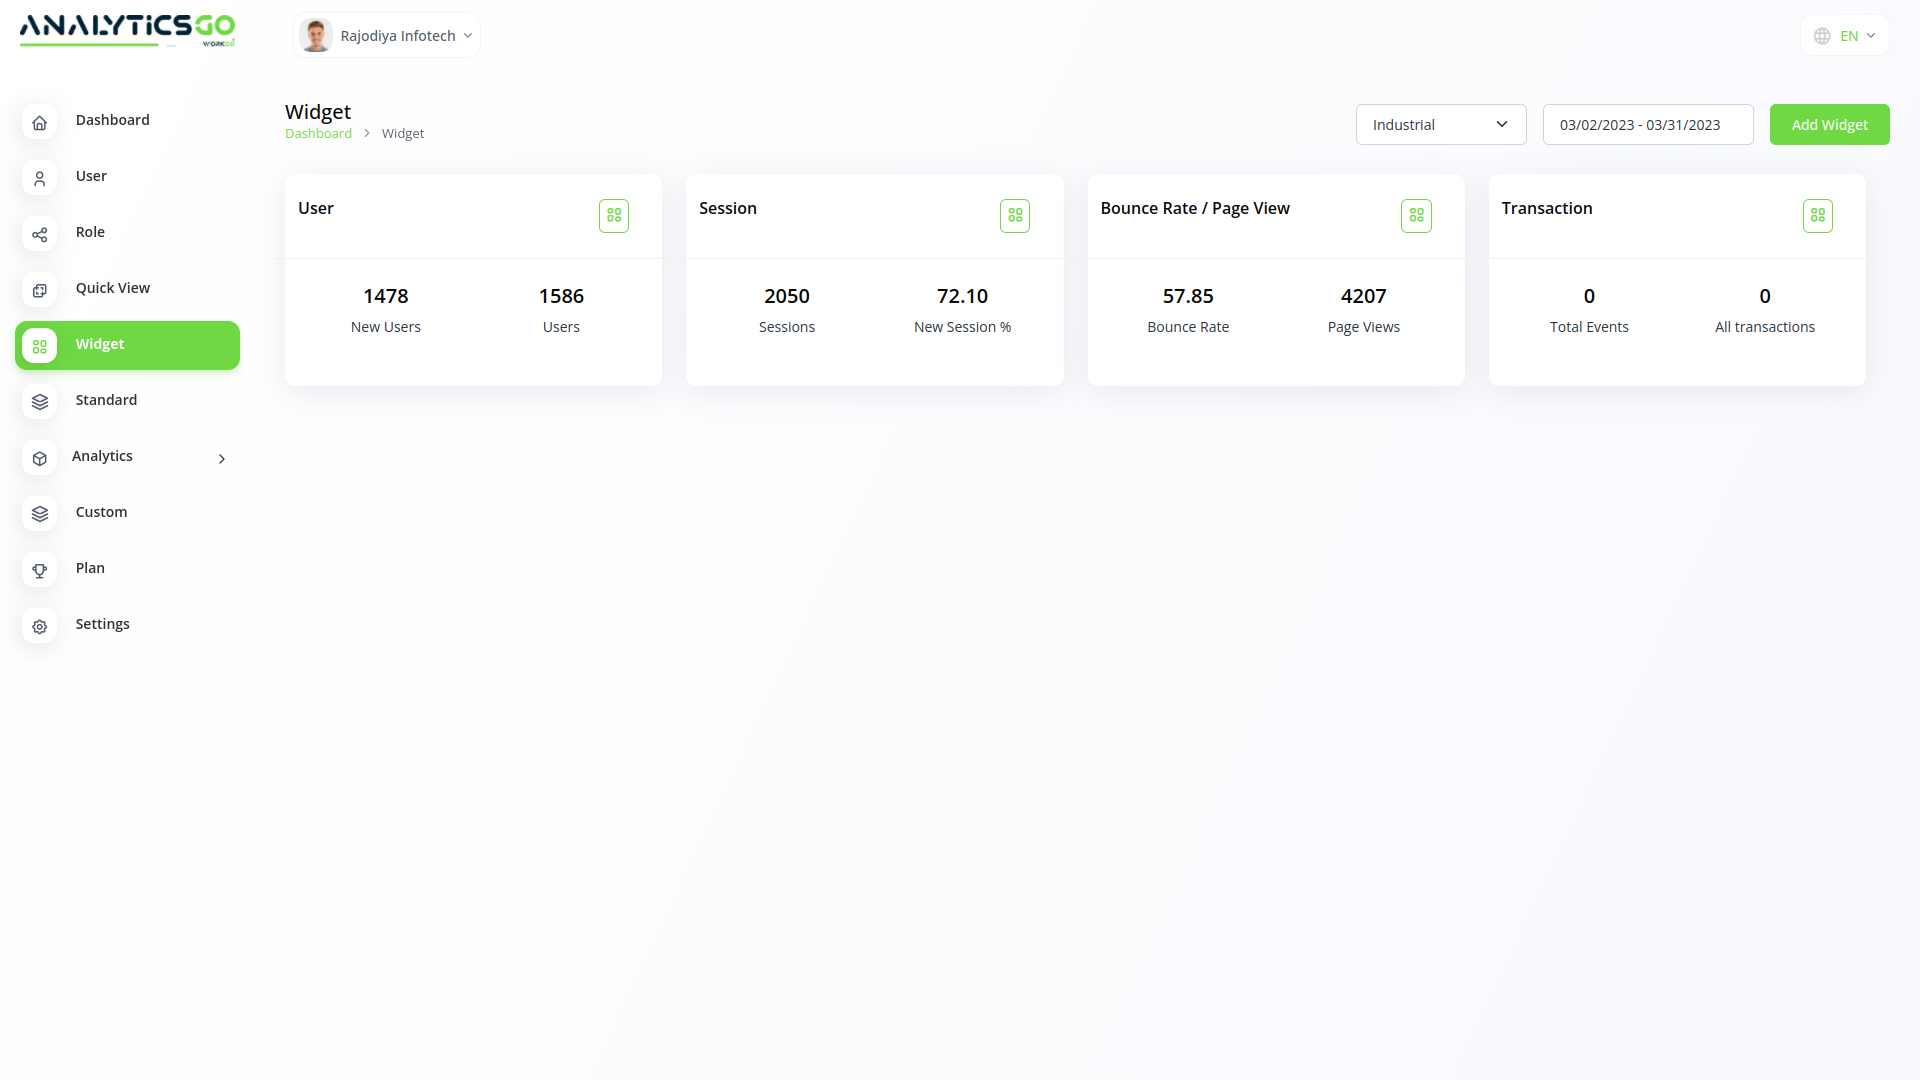 ANALYTiCSGO
WORKDO
Rajodiya Infotech
EN
Dashboard
User
Role
Quick View
Widget
Standard
Analytics
Custom
Plan
Settings
Widget
Dashboard > Widget
Industrial
03/02/2023 - 03/31/2023
Add Widget
User
1478 1586
New Users Users
Session
2050 72.10
Sessions New Session %
Bounce Rate / Page View
57.85 4207
Bounce Rate Page Views
Transaction
0 0
Total Events All transactions